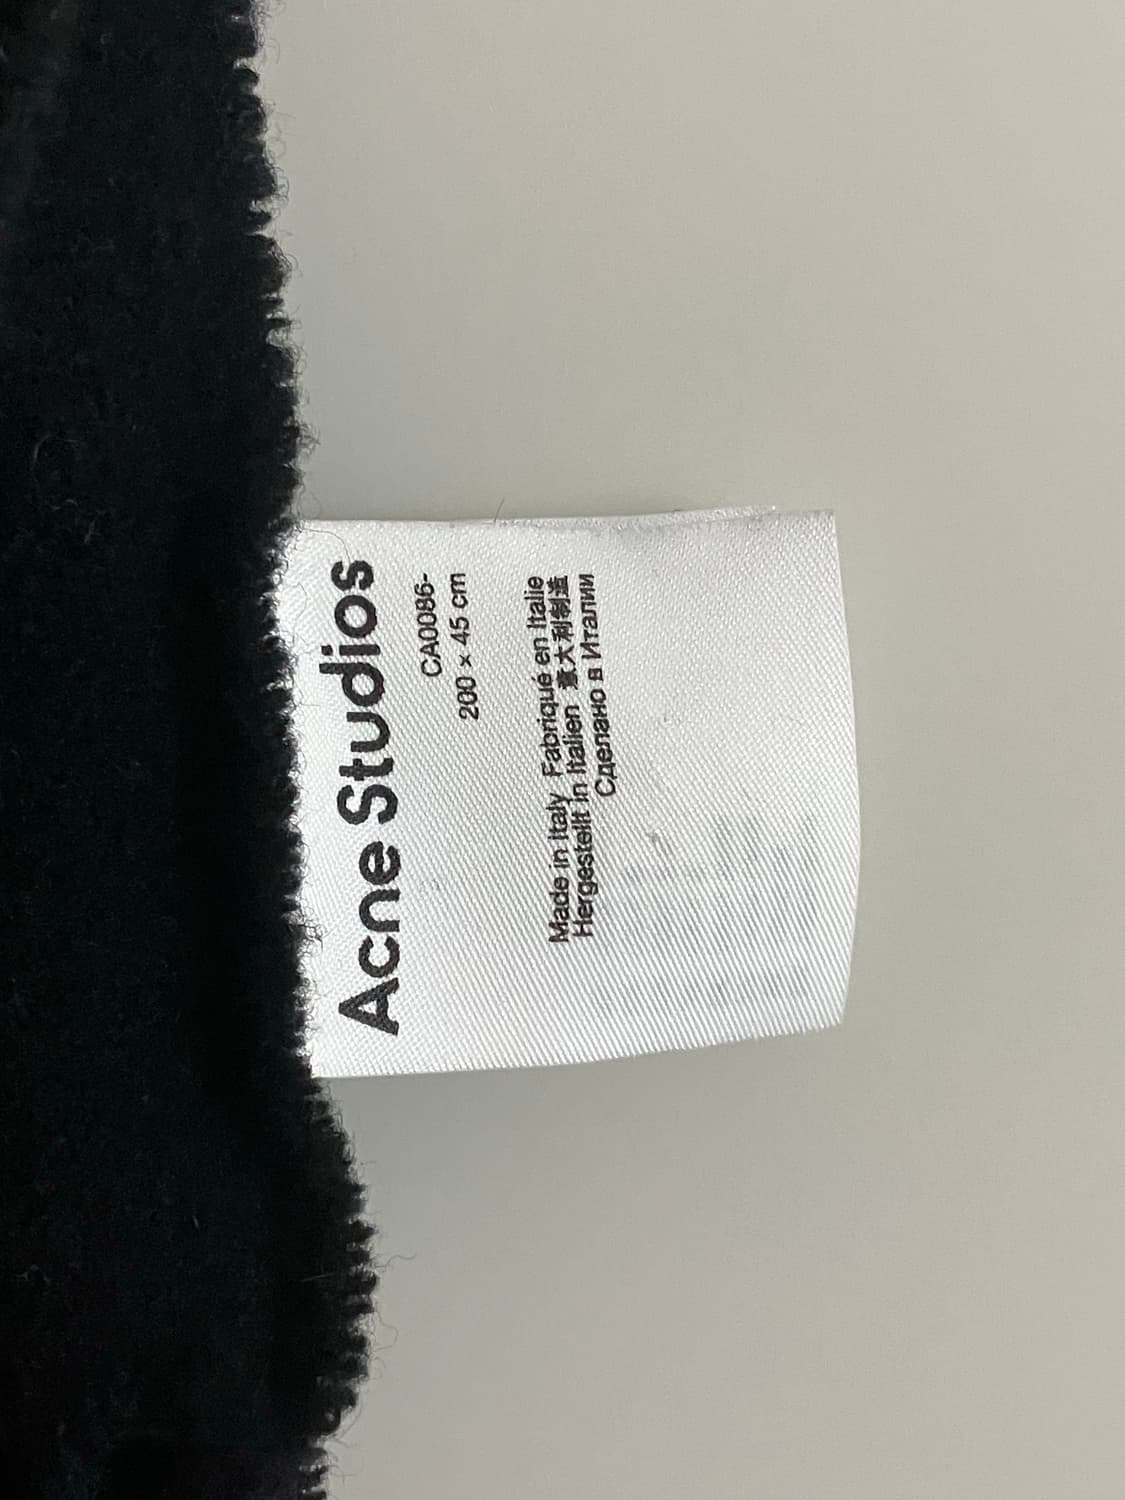 Acne Studios
CA0086-
200 x 45 cm
Made in Italy Fabriqué en Italie
Hergestellt in Italien 意大利制造
Сделано в Италии